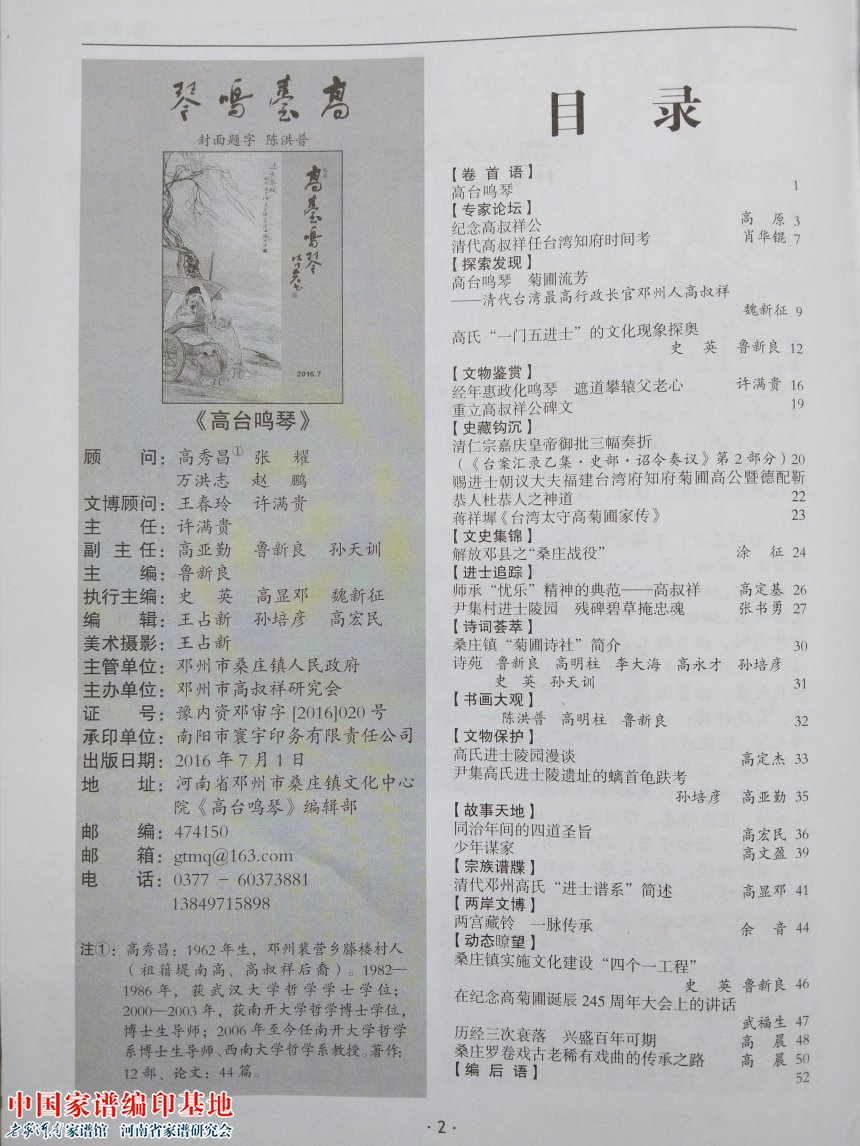 高臺鳴琴
封面题字 陈洪普
高臺鳴琴
2016.7
《高台鸣琴》
顾 问：高秀昌① 张 耀
万洪志 赵 鹏
文博顾问：王春玲 许满贵
主 任：许满贵
副 主 任：高亚勤 鲁新良 孙天训
主 编：鲁新良
执行主编：史 英 高显邓 魏新征
编 辑：王占新 孙培彦 高宏民
美术摄影：王占新
主管单位：邓州市桑庄镇人民政府
主办单位：邓州市高叔祥研究会
证 号：豫内资邓审字 [2016]020 号
承印单位：南阳市寰宇印务有限责任公司
出版日期：2016 年 7 月 1 日
地 址：河南省邓州市桑庄镇文化中心
院《高台鸣琴》编辑部
邮 编：474150
邮 箱：gtmq@163.com
电 话：0377 - 60373881
13849715898
注①：高秀昌：1962 年生，邓州裴营乡滕楼村人
（祖籍堤南高、高叔祥后裔）。1982—
1986 年，获武汉大学哲学学士学位；
2000—2003 年，获南开大学哲学博士学位，
博士生导师；2006 年至今任南开大学哲学
系博士生导师、西南大学哲学系教授。著作：
12 部、论文：44 篇。
目 录
【卷 首 语】
高台鸣琴 1
【专家论坛】
纪念高叔祥公 高 原 3
清代高叔祥任台湾知府时间考 肖华锟 7
【探索发现】
高台鸣琴 菊圃流芳
——清代台湾最高行政长官邓州人高叔祥
魏新征 9
高氏“一门五进士”的文化现象探奥
史 英 鲁新良 12
【文物鉴赏】
经年惠政化鸣琴 遮道攀辕父老心 许满贵 16
重立高叔祥公碑文 19
【史藏钩沉】
清仁宗嘉庆皇帝御批三幅奏折
（《台案汇录乙集·史部·诏令奏议》第 2 部分）20
赐进士朝议大夫福建台湾府知府菊圃高公暨德配靳
恭人杜恭人之神道 22
蒋祥墀《台湾太守高菊圃家传》 23
【文史集锦】
解放邓县之“桑庄战役” 涂 征 24
【进士追踪】
师承“忧乐”精神的典范——高叔祥 高定基 26
尹集村进士陵园 残碑碧草掩忠魂 张书勇 27
【诗词荟萃】
桑庄镇“菊圃诗社”简介 30
诗苑 鲁新良 高明柱 李大海 高永才 孙培彦
史 英 孙天训 31
【书画大观】
陈洪普 高明柱 鲁新良 32
【文物保护】
高氏进士陵园漫谈 高定杰 33
尹集高氏进士陵遗址的螭首龟趺考
孙培彦 高亚勤 35
【故事天地】
同治年间的四道圣旨 高宏民 36
少年谋家 高文盈 39
【宗族谱牒】
清代邓州高氏“进士谱系”简述 高显邓 41
【两岸文博】
两宫藏铃 一脉传承 余 音 44
【动态瞭望】
桑庄镇实施文化建设“四个一工程”
史 英 鲁新良 46
在纪念高菊圃诞辰 245 周年大会上的讲话
武福生 47
历经三次衰落 兴盛百年可期 高 晨 48
桑庄罗卷戏古老稀有戏曲的传承之路 高 晨 50
【编 后 语】 52
·2·
中国家谱编印基地
老家河南家谱馆 河南省家谱研究会